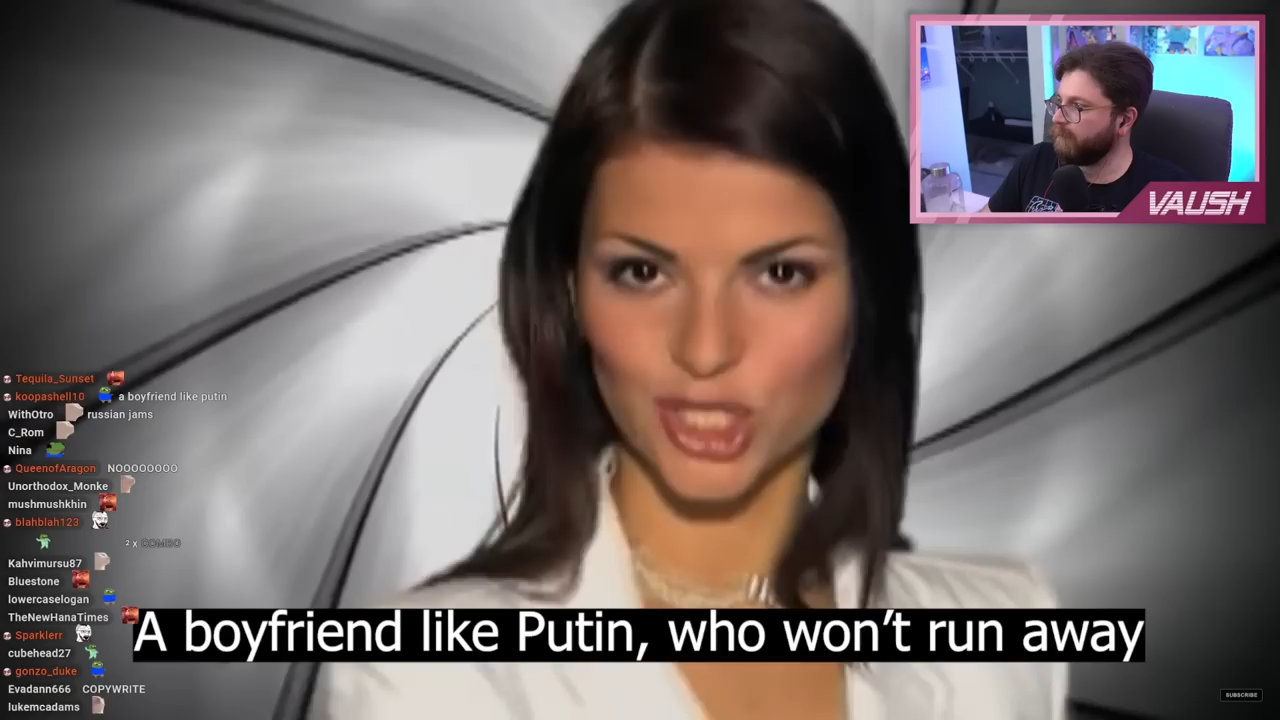 VAUSH
Tequila_Sunset
koopashell10 a boyfriend like putin
WithOtro russian jams
C_Rom
Nina
QueenofAragon NOOOOOOOO
Unorthodox_Monke
mushmushkhin
blahblah123
2 x COMBO
Kahvimursu87
Bluestone
lowercaselogan
TheNewHanaTimes
A boyfriend like Putin, who won't run away
Sparklerr
cubehead27
gonzo_duke
Evadann666 COPYWRITE
lukemcadams
SUBSCRIBE